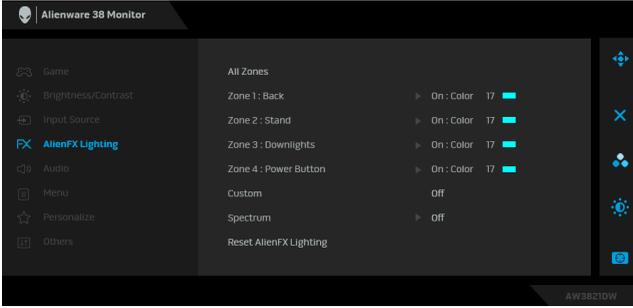 Alienware 38 Monitor
Game
Brightness/Contrast
Input Source
FX AlienFX Lighting
Audio
Menu
Personalize
Others
All Zones
Zone 1 : Back On : Color 17
Zone 2 : Stand On : Color 17
Zone 3 : Downlights On : Color 17
Zone 4 : Power Button On : Color 17
Custom Off
Spectrum Off
Reset AlienFX Lighting
AW3821DW